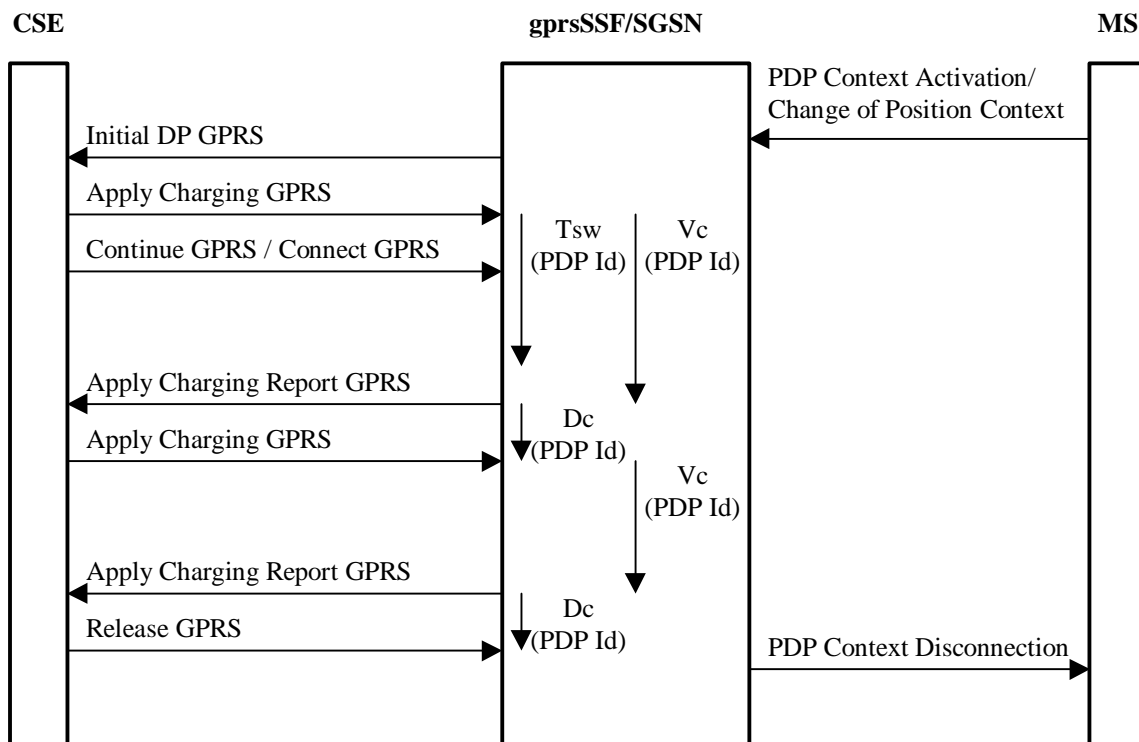 CSE gprsSSF/SGSN MS
PDP Context Activation/
Change of Position Context
Initial DP GPRS
Apply Charging GPRS
Tsw Vc
Continue GPRS / Connect GPRS
(PDP Id) (PDP Id)
Apply Charging Report GPRS
Dc
Apply Charging GPRS
(PDP Id)
Vc
(PDP Id)
Apply Charging Report GPRS
Dc
Release GPRS
(PDP Id)
PDP Context Disconnection